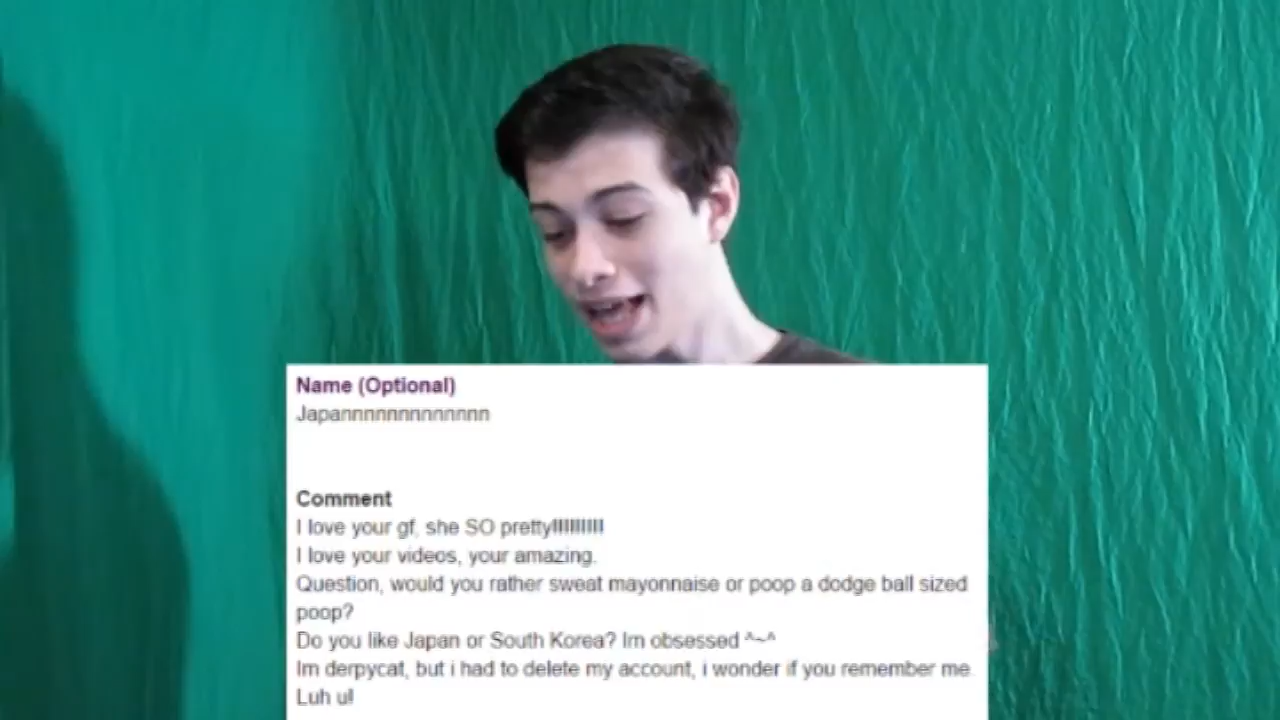 Name (Optional)
Japannnnnnnnnnnnnn
Comment
I love your gf, she SO pretty!!!!!!!!!!
I love your videos, your amazing.
Question, would you rather sweat mayonnaise or poop a dodge ball sized
poop?
Do you like Japan or South Korea? Im obsessed ^~^
Im derpycat, but i had to delete my account, i wonder if you remember me.
Luh u!!